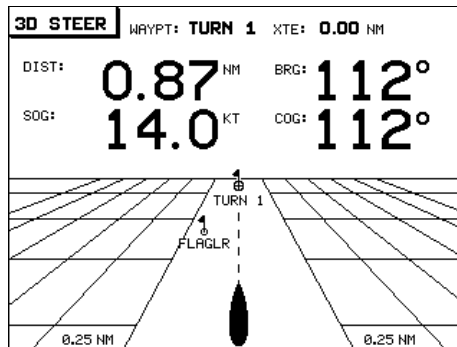 3D STEER WAYPT: TURN 1 XTE: 0.00 NM
DIST: 0.87 NM BRG: 112°
SOG: 14.0 KT COG: 112°
TURN 1
FLAGLR
0.25 NM 0.25 NM